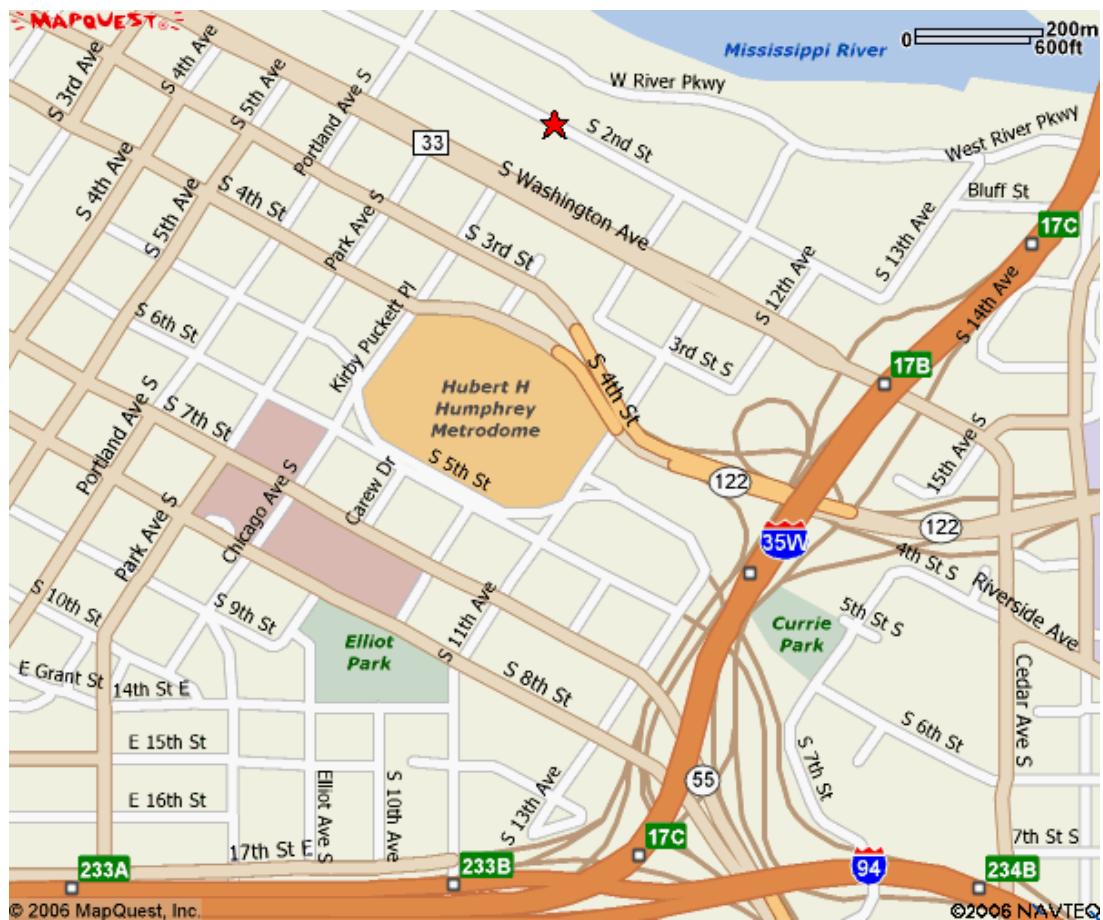 MAPQUEST
200m
0
600ft
Mississippi River
W River Pkwy
West River Pkwy
S 3rd Ave
S 4th Ave
S 5th Ave
Portland Ave S
S 2nd St
33
S Washington Ave
Bluff St
17C
S 4th Ave
S 5th Ave
S 4th St
Park Ave S
S 3rd St
S 12th Ave
S 13th Ave
S 14th Ave
S 6th St
Kirby Puckett Pl
3rd St S
17B
Hubert H
Humphrey
Metrodome
S 4th St
Portland Ave S
S 7th St
S 5th St
15th Ave S
Chicago Ave S
Carew Dr
122
122
Park Ave S
35W
4th St S
Riverside Ave
S 10th St
S 9th St
S 11th Ave
Elliot
Park
Currie
Park
5th St S
E Grant St
14th St E
S 8th St
Cedar Ave S
S 6th St
E 15th St
S 7th St
55
E 16th St
Elliot Ave S
S 10th Ave
S 13th Ave
17th St E
17C
7th St S
233A
233B
94
234B
© 2006 MapQuest, Inc.
©2006 NAVTEQ